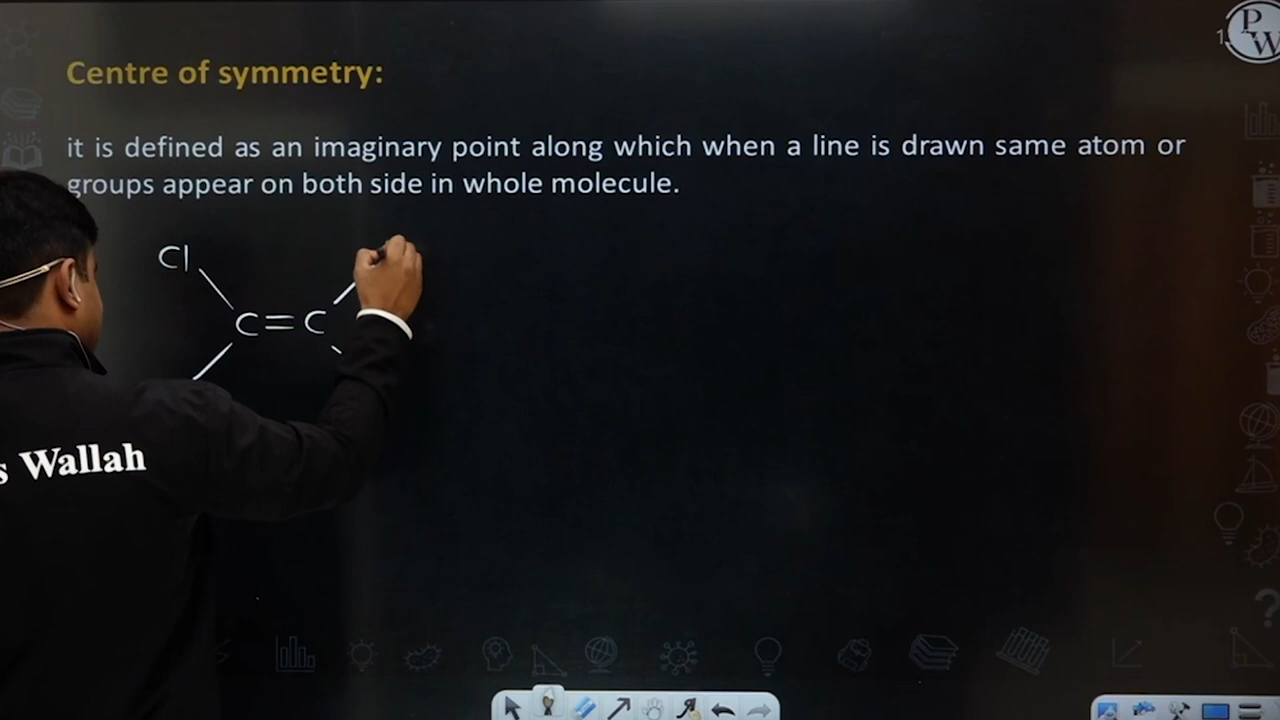 P
W
1
Centre of symmetry:
it is defined as an imaginary point along which when a line is drawn same atom or
groups appear on both side in whole molecule.
Cl
C=C
s Wallah